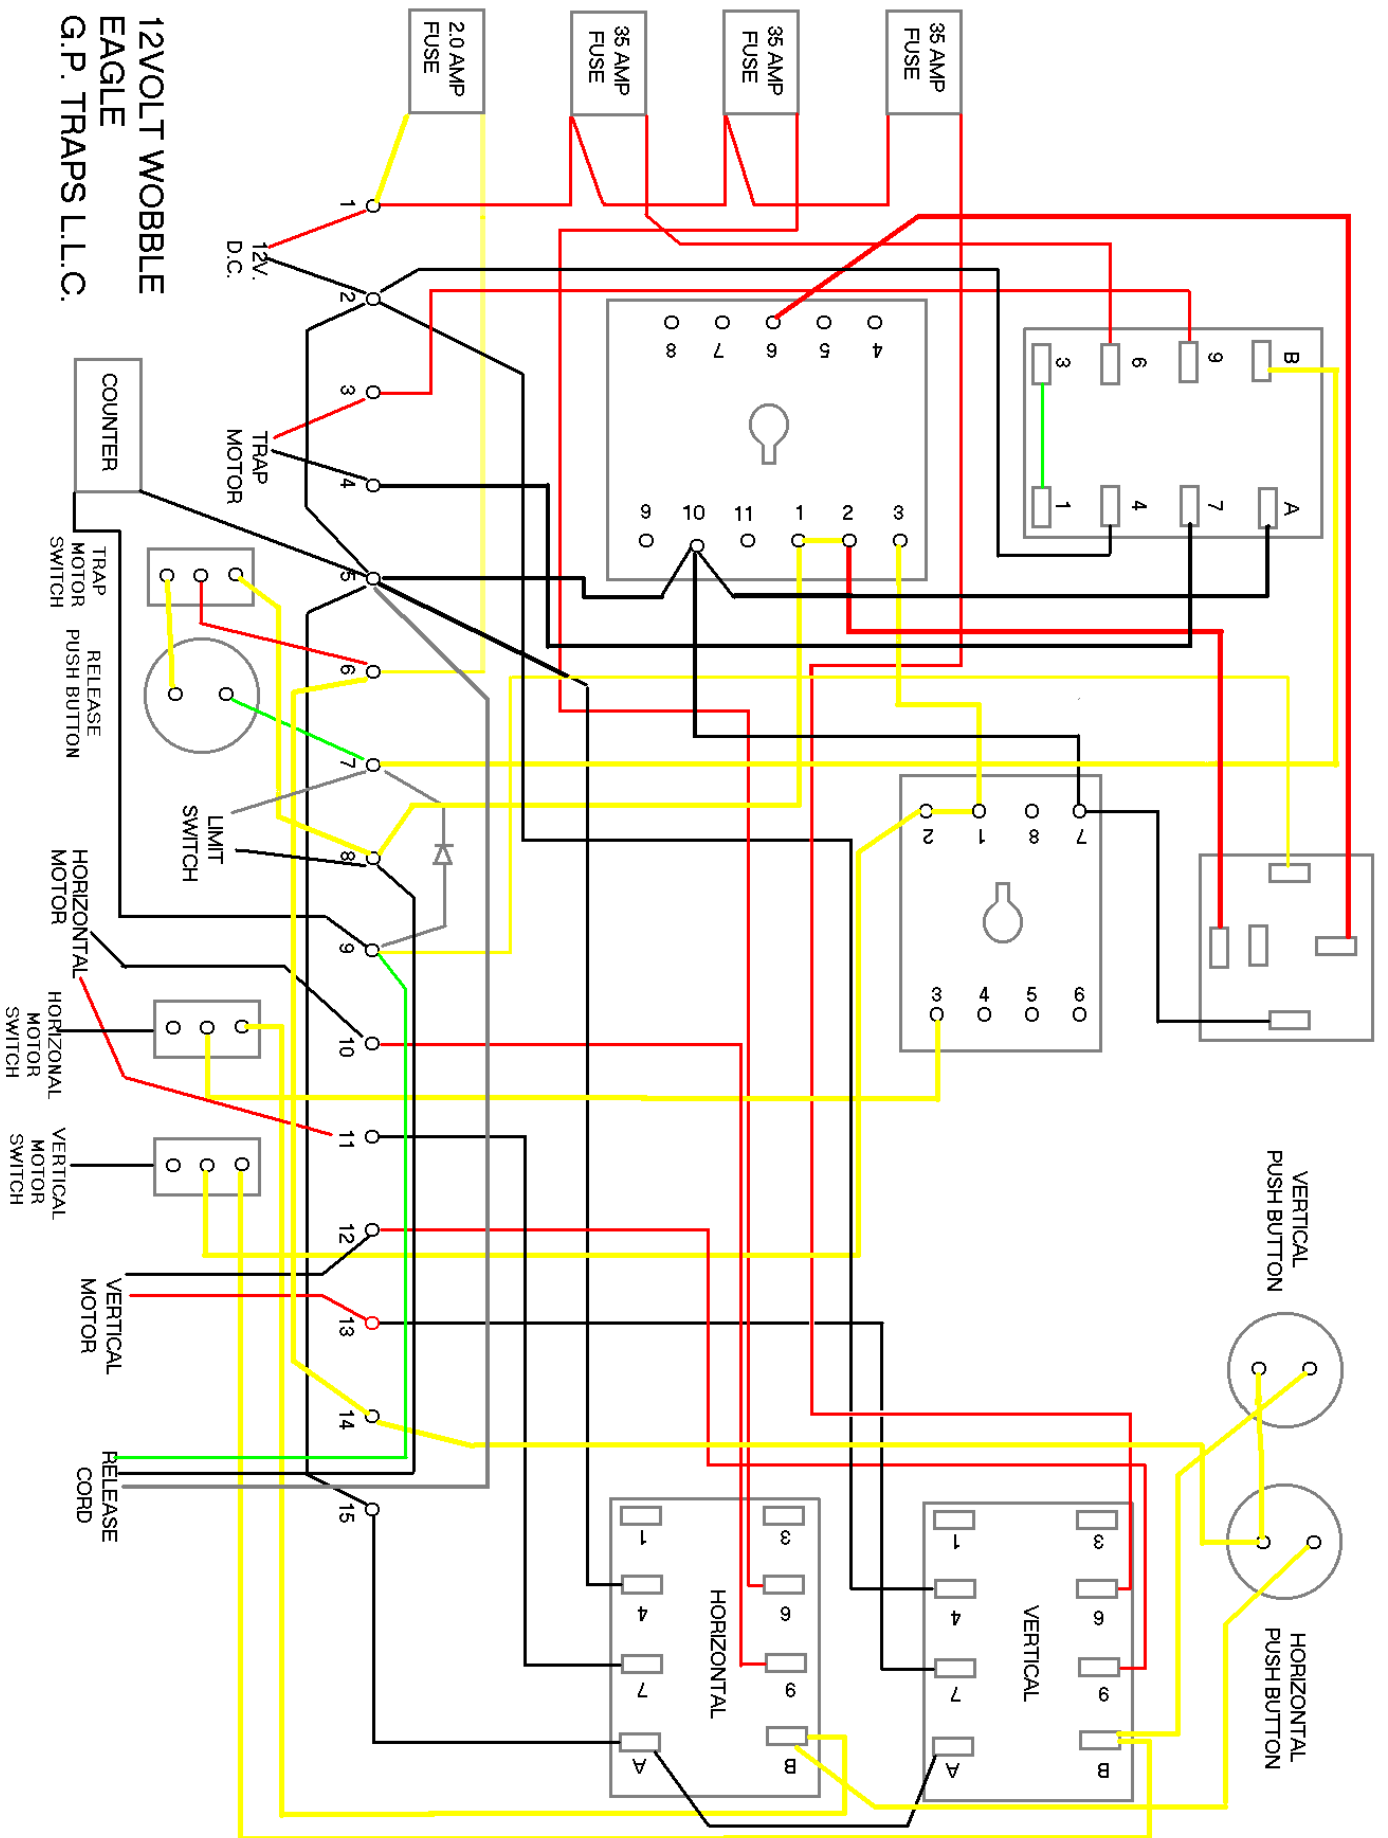 12VOLT WOBBLE
EAGLE
G.P. TRAPS L.L.C.
2.0 AMP
FUSE
35 AMP
FUSE
35 AMP
FUSE
35 AMP
FUSE
12V.
D.C.
1
2
3
4
5
6
7
8
9
10
11
12
13
14
15
TRAP
MOTOR
COUNTER
TRAP
MOTOR
SWITCH
RELEASE
PUSH BUTTON
LIMIT
SWITCH
HORIZONTAL
MOTOR
HORIZONAL
MOTOR
SWITCH
VERTICAL
MOTOR
SWITCH
VERTICAL
MOTOR
RELEASE
CORD
8 7 6 5 4
9 10 11 1 2 3
3 6 9 B
1 4 7 A
2 1 8 7
3 4 5 6
VERTICAL
PUSH BUTTON
HORIZONTAL
PUSH BUTTON
HORIZONTAL
1 4 7 A
3 6 9 B
VERTICAL
1 4 7 A
3 6 9 B